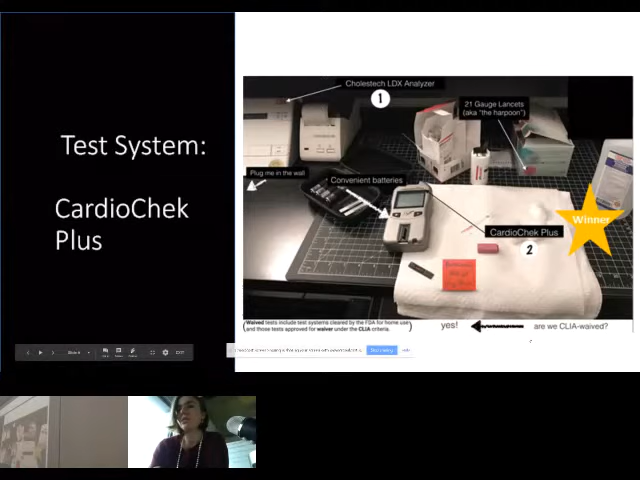 Test System:
CardioChek
Plus
Cholestech LDX Analyzer
1
21 Gauge Lancets
(aka "the harpoon")
Plug me in the wall
Convenient batteries
CardioChek Plus
2
Winner
Waived tests include test systems cleared by the FDA for home use
and those tests approved for waiver under the CLIA criteria.
yes!
are we CLIA-waived?